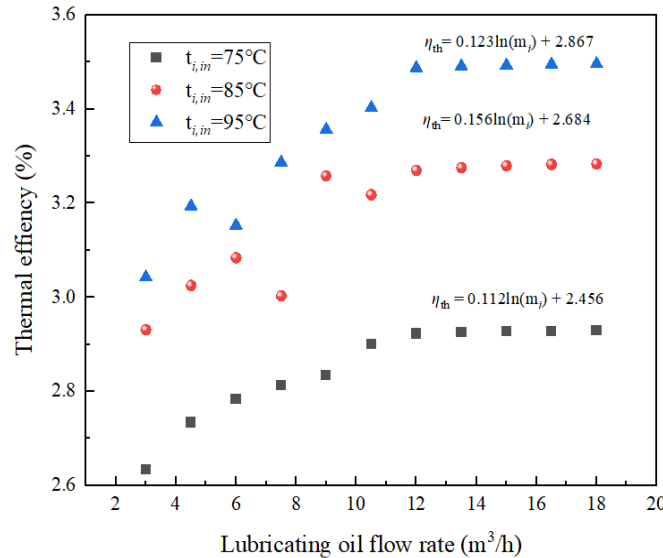 η_th = 0.123ln(m_i) + 2.867
t_i,in=75°C
t_i,in=85°C
t_i,in=95°C
η_th = 0.156ln(m_i) + 2.684
η_th = 0.112ln(m_i) + 2.456
Thermal effiency (%)
3.6
3.4
3.2
3.0
2.8
2.6
2 4 6 8 10 12 14 16 18 20
Lubricating oil flow rate (m³/h)